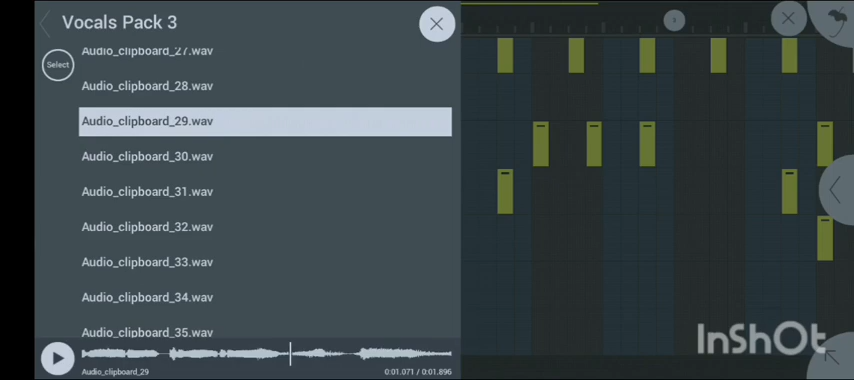 Vocals Pack 3
Select
Audio_clipboard_27.wav
Audio_clipboard_28.wav
Audio_clipboard_29.wav
Audio_clipboard_30.wav
Audio_clipboard_31.wav
Audio_clipboard_32.wav
Audio_clipboard_33.wav
Audio_clipboard_34.wav
Audio_clipboard_35.wav
Audio_clipboard_29
0:01.071 / 0:01.896
3
InShOt